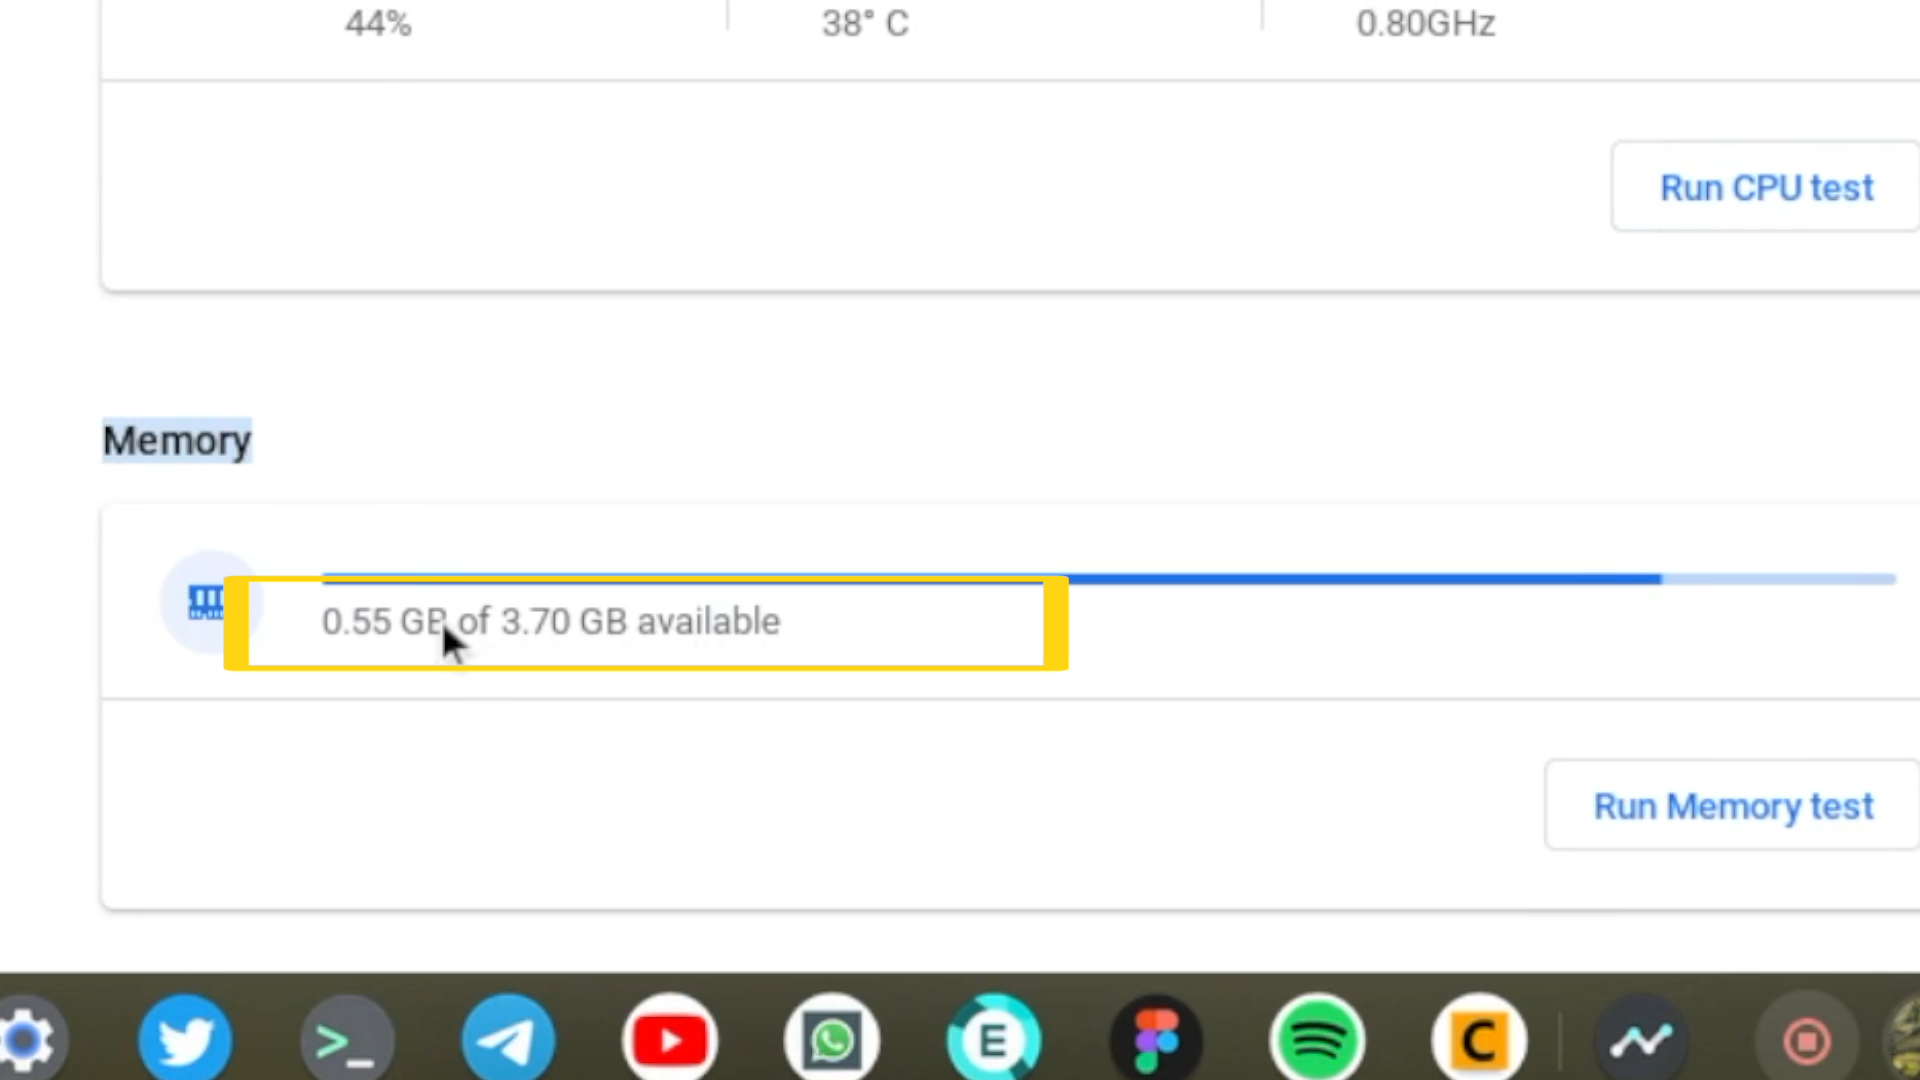 44% 38° C 0.80GHz
Run CPU test
Memory
0.55 GB of 3.70 GB available
Run Memory test
>_ E C